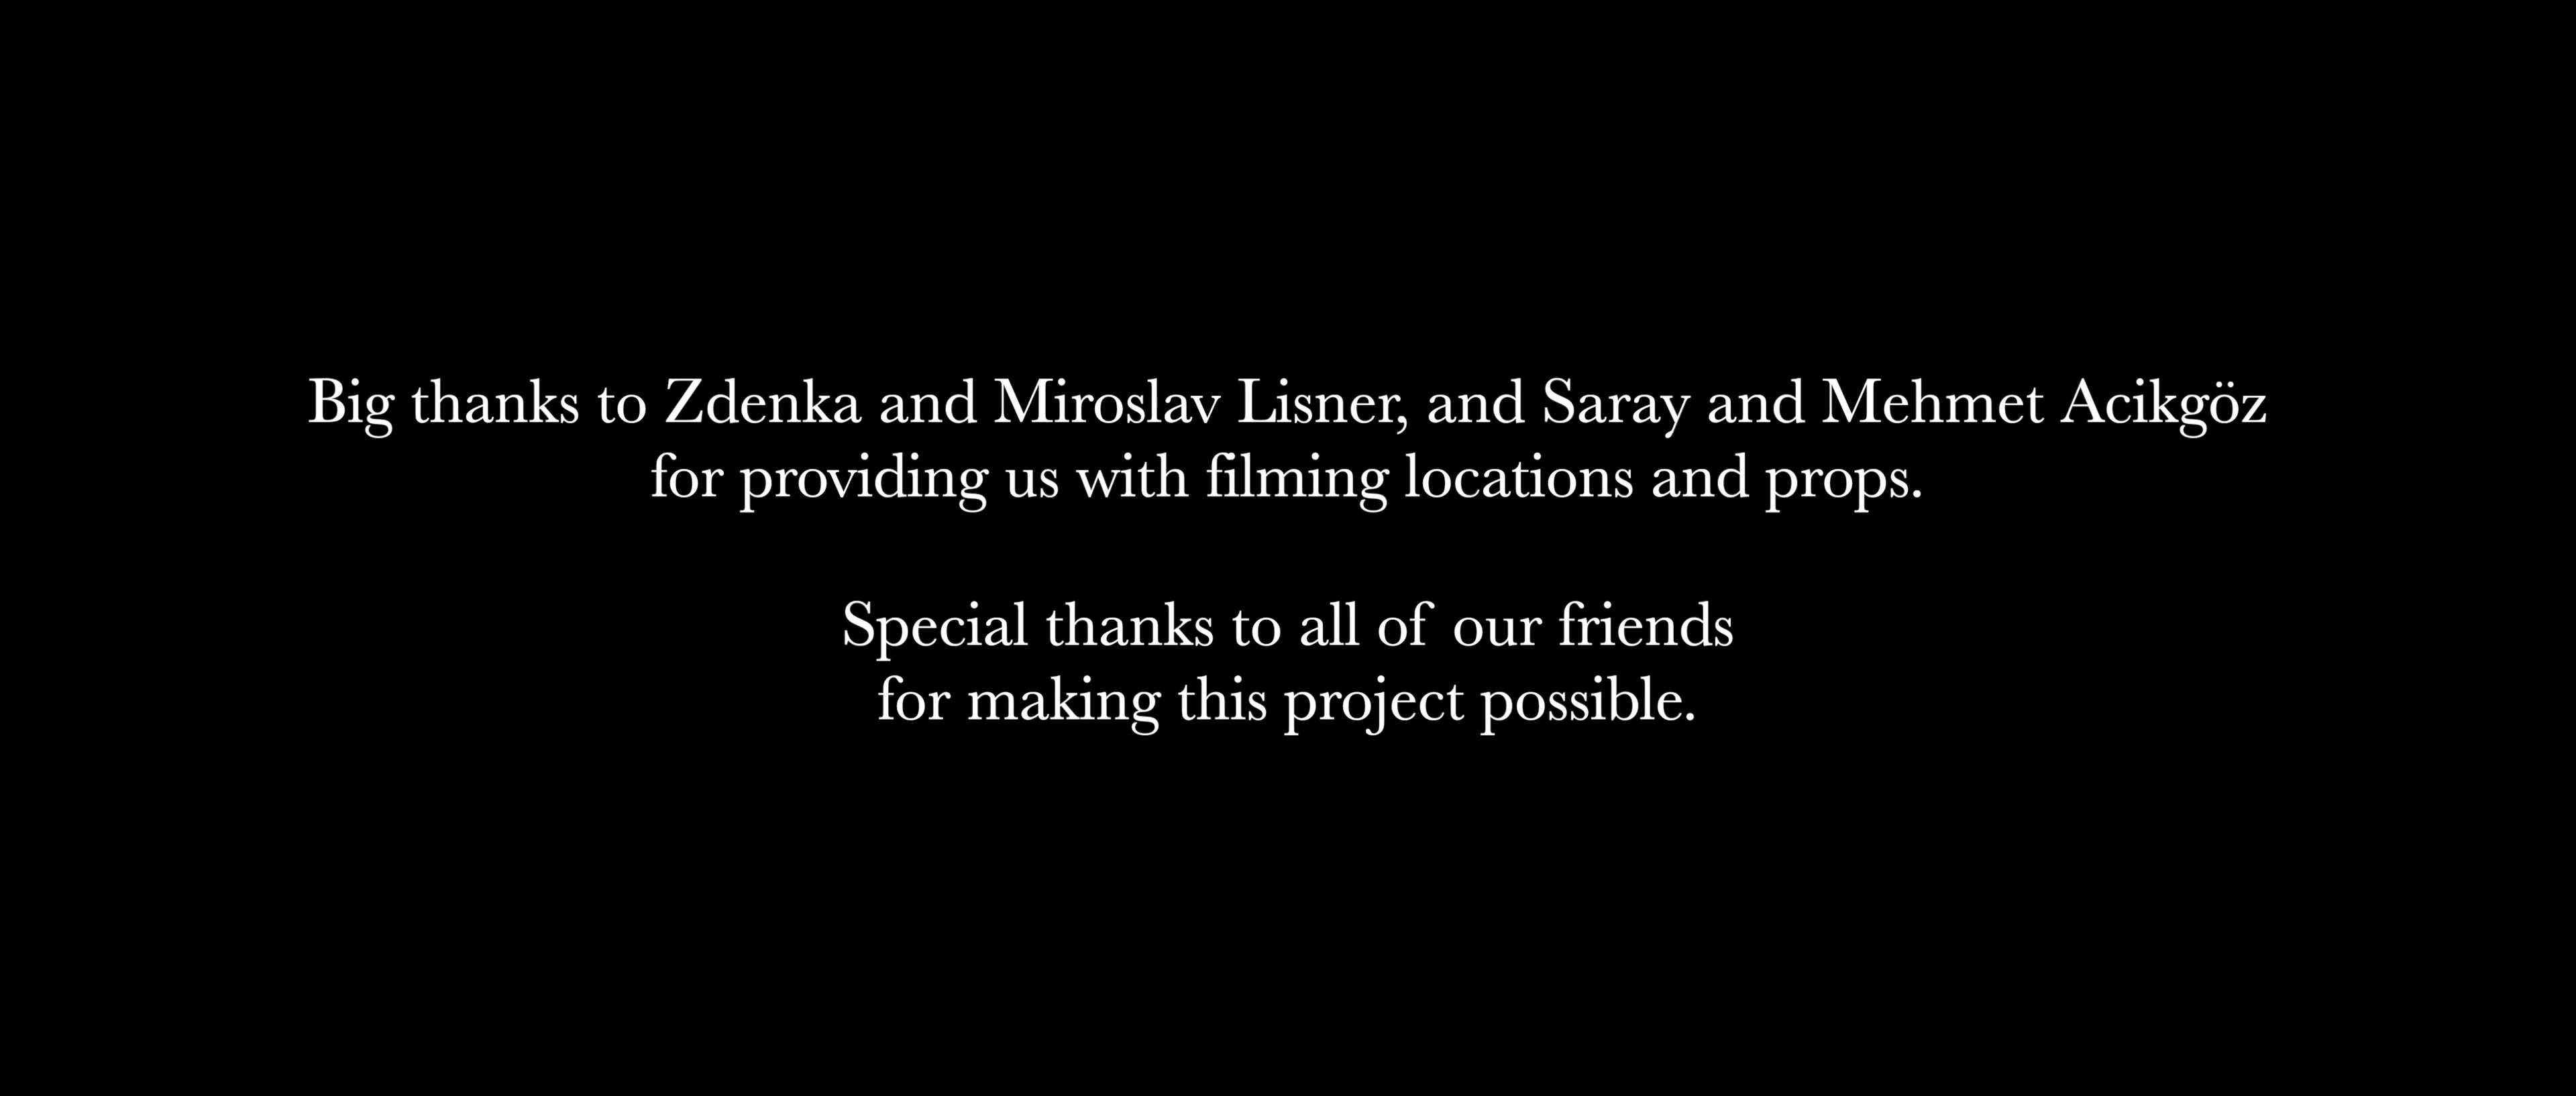 Big thanks to Zdenka and Miroslav Lisner, and Saray and Mehmet Acikgöz
for providing us with filming locations and props.
Special thanks to all of our friends
for making this project possible.